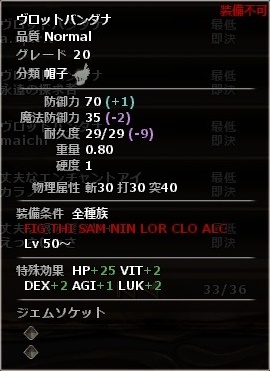 装備不可
ヴロットバンダナ
品質 Normal
グレード 20
分類 帽子
防御力 70 (+1)
魔法防御力 35 (-2)
耐久度 29/29 (-9)
重量 0.80
硬度 1
物理属性 斬30 打30 突40
装備条件 全種族
FIG THI SAM NIN LOR CLO ALC
Lv 50～
特殊効果 HP+25 VIT+2
DEX+2 AGI+1 LUK+2
33/36
ジェムソケット